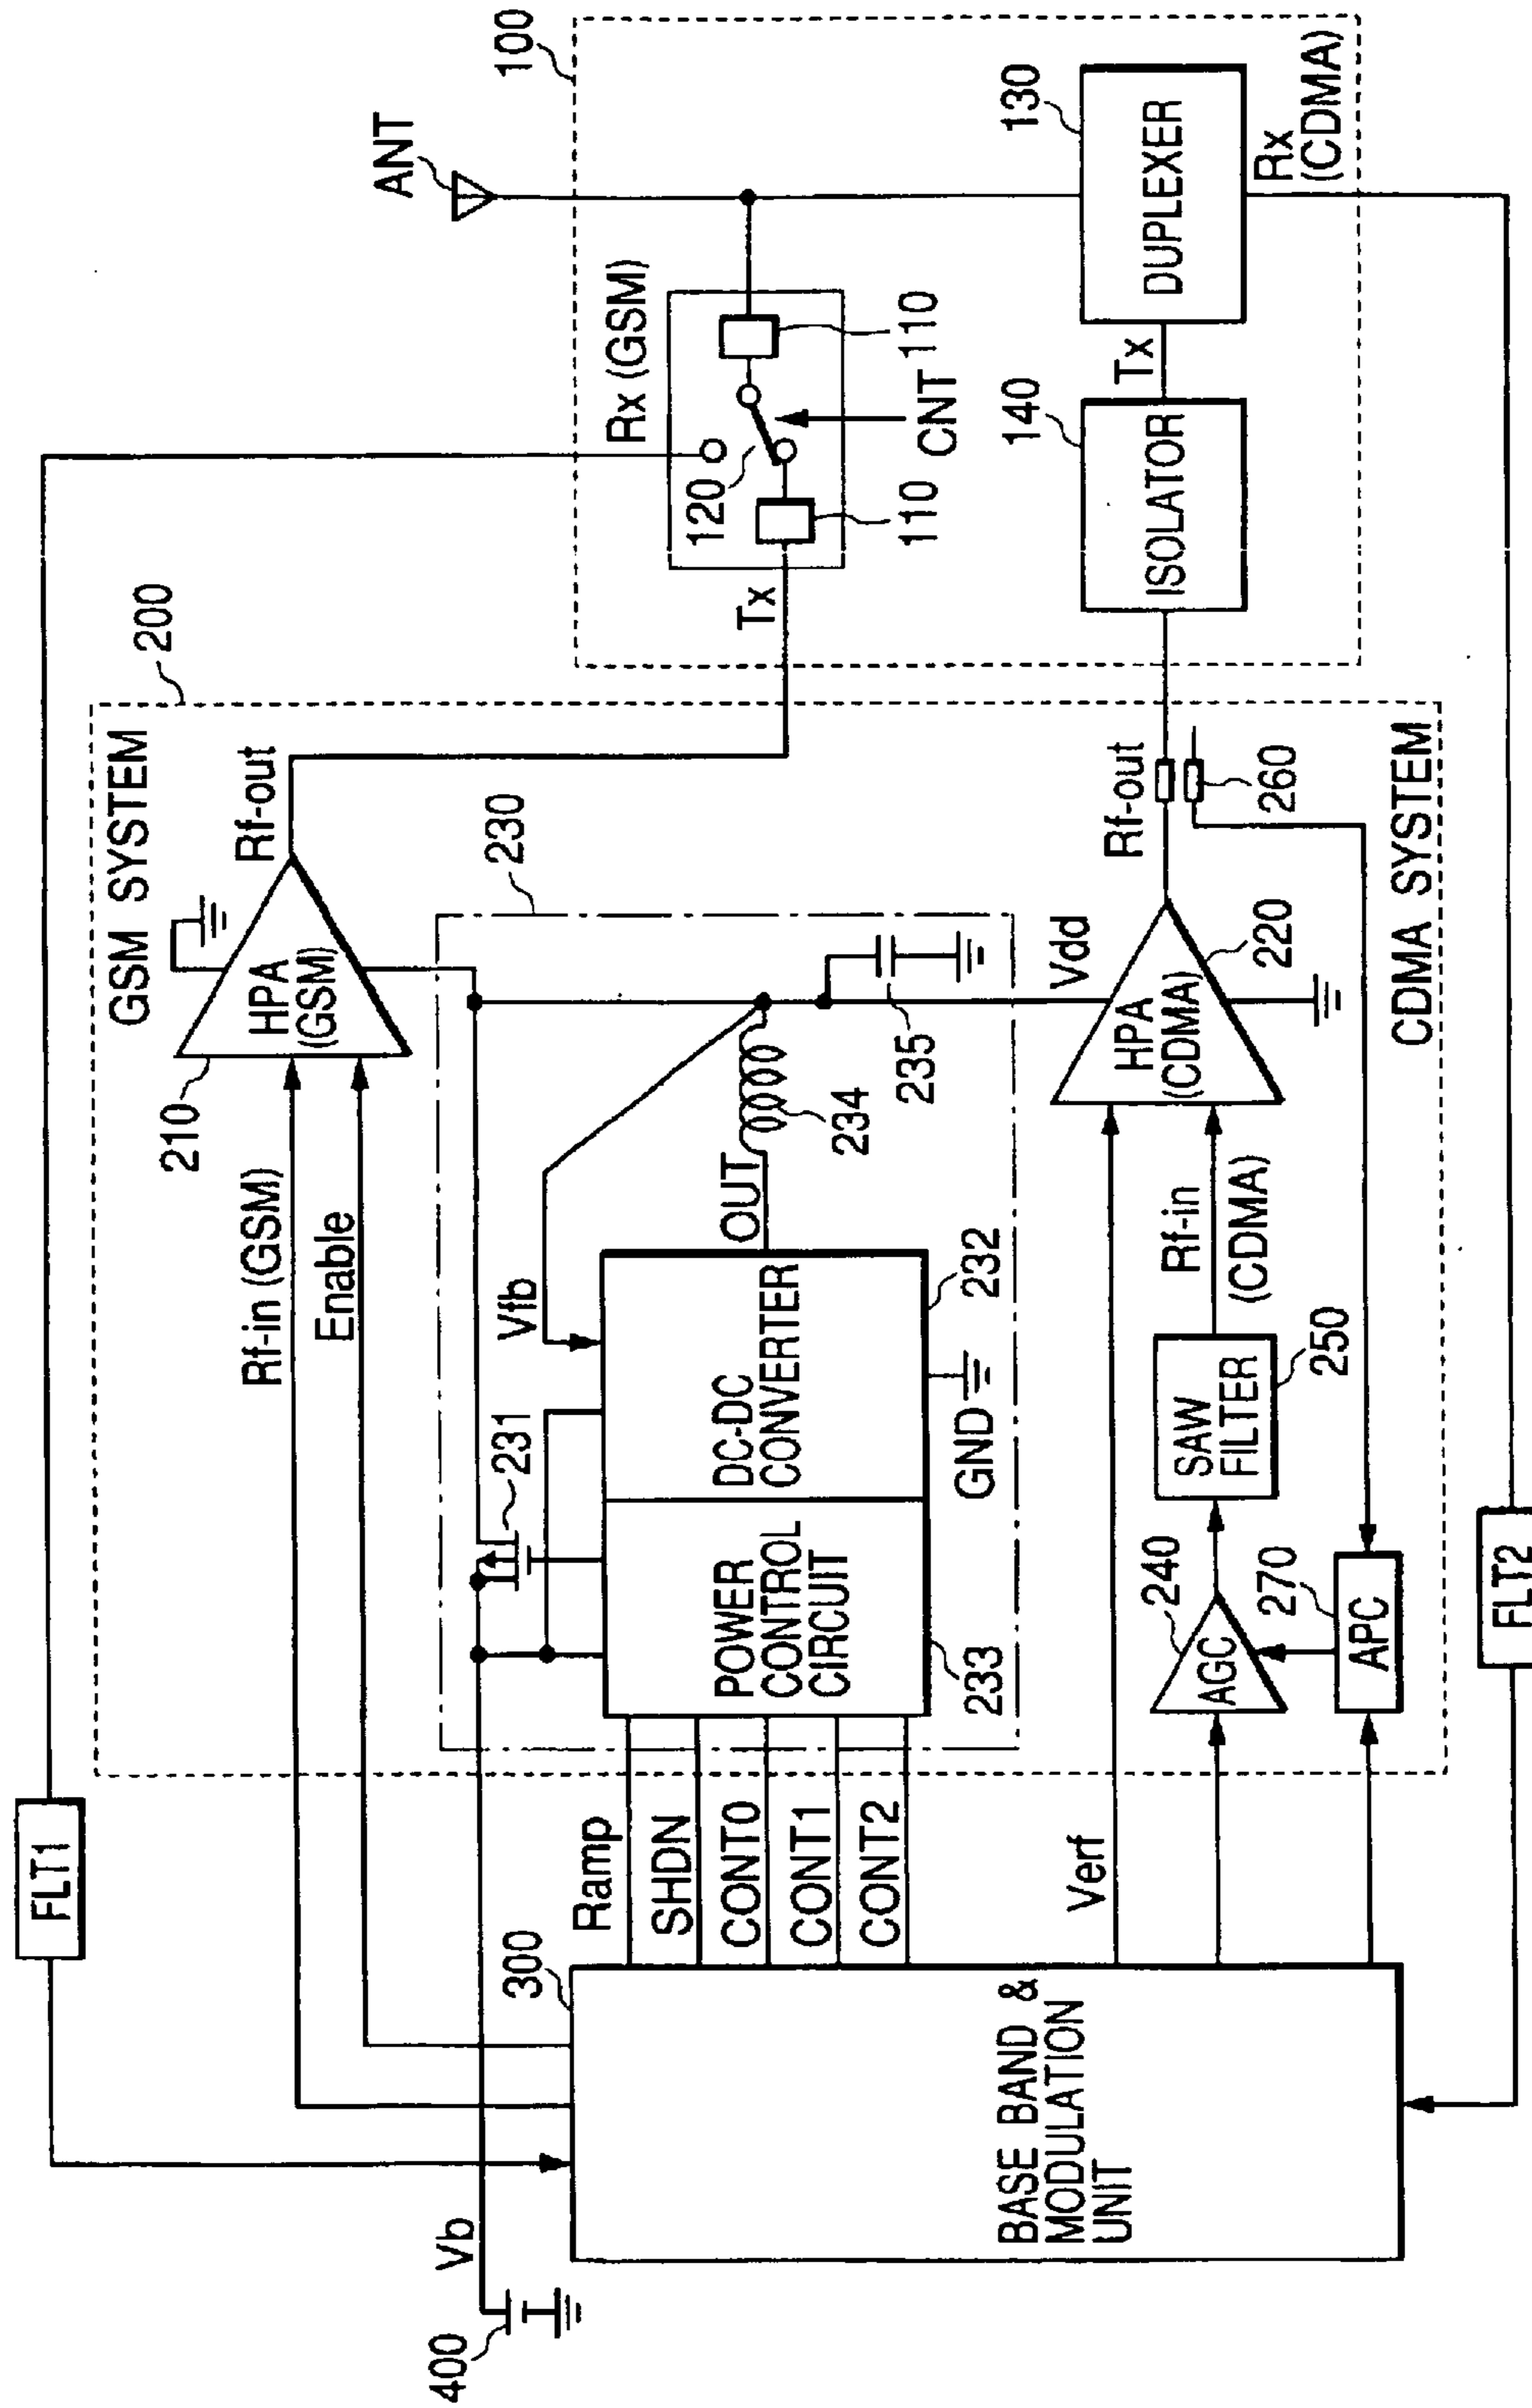 FLT1
GSM SYSTEM
200
ANT
100
Rx (GSM)
120
110
110
CNT
Tx
Rf-out
210
HPA
(GSM)
Rf-in (GSM)
Enable
230
Vfb
231
OUT
234
235
DC-DC
CONVERTER
232
POWER
CONTROL
CIRCUIT
233
GND
Vb
400
300
Ramp
SHDN
CONT0
CONT1
CONT2
BASE BAND &
MODULATION
UNIT
Verf
Vdd
HPA
(CDMA)
220
Rf-out
260
Rf-in
(CDMA)
SAW
FILTER
250
240
AGC
270
APC
CDMA SYSTEM
140
ISOLATOR
Tx
130
DUPLEXER
Rx
(CDMA)
FLT2